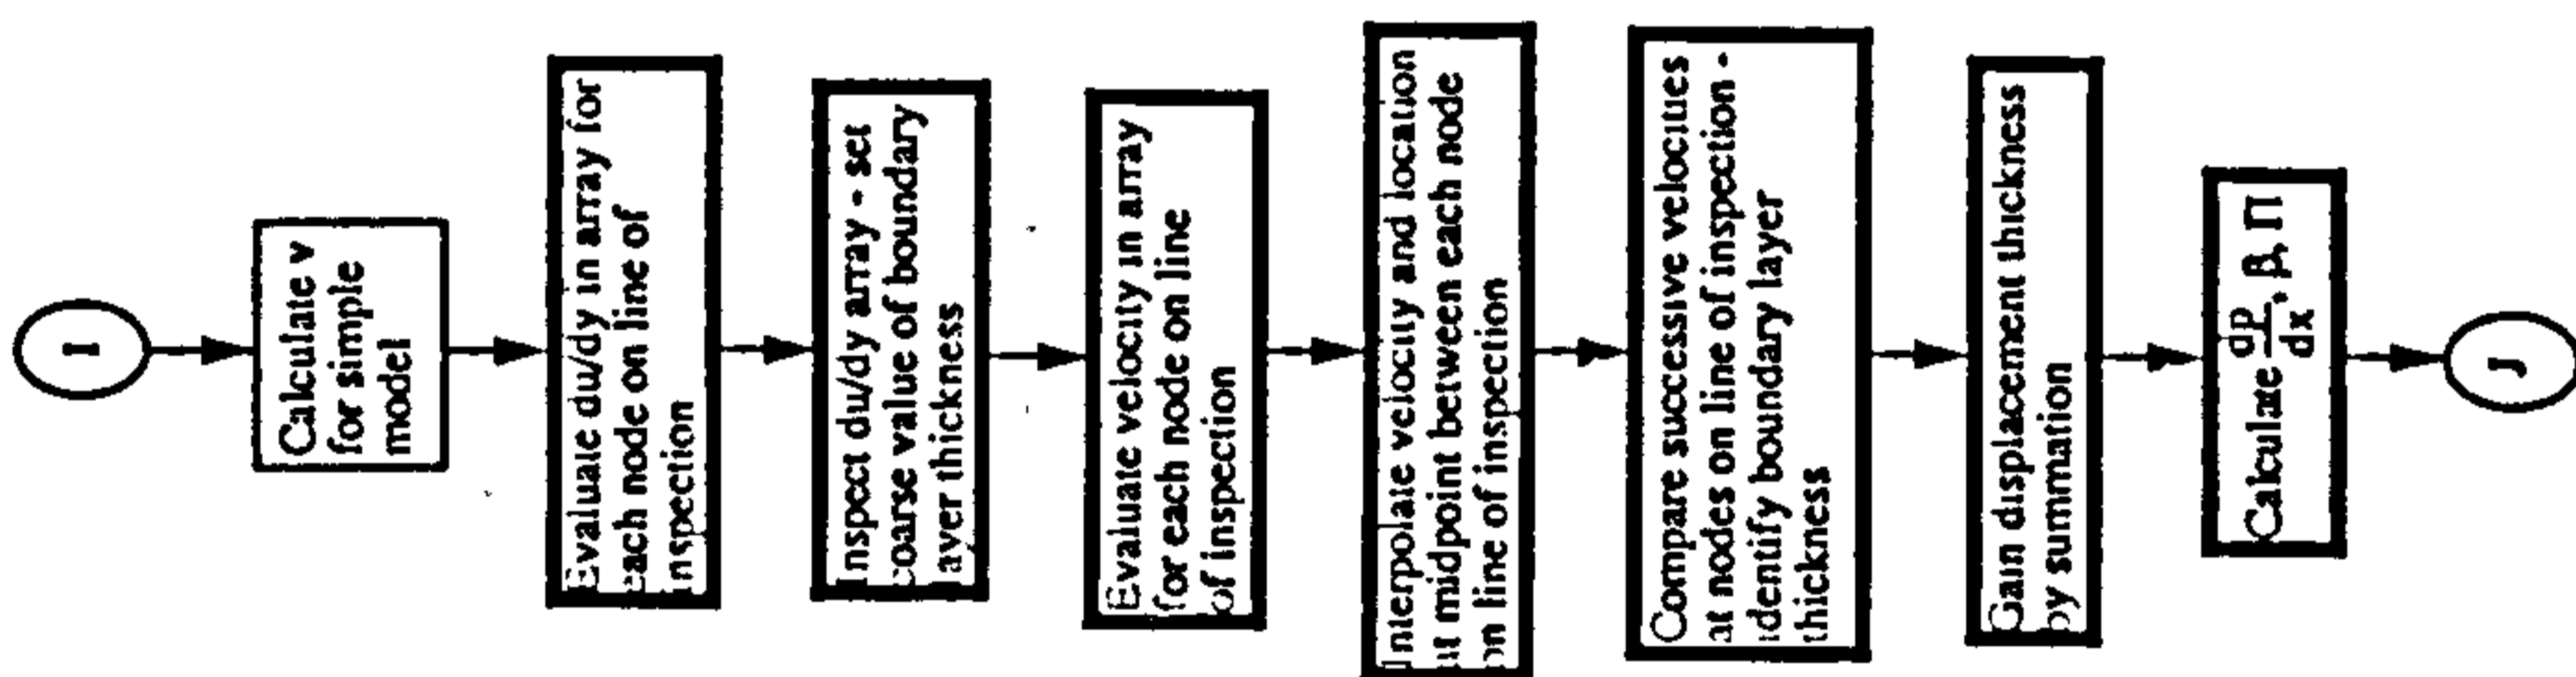 I
Calculate v
for simple
model
Evaluate du/dy in array for
each node on line of
inspection
Inspect du/dy array - set
coarse value of boundary
layer thickness
Evaluate velocity in array
for each node on line
of inspection
Interpolate velocity and location
at midpoint between each node
on line of inspection
Compare successive velocities
at nodes on line of inspection -
identify boundary layer
thickness
Gain displacement thickness
by summation
Calculate dp/dx, β, Π
J